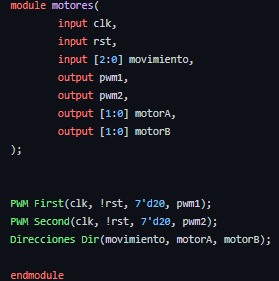 module motores(
input clk,
input rst,
input [2:0] movimiento,
output pwm1,
output pwm2,
output [1:0] motorA,
output [1:0] motorB
);
PWM First(clk, !rst, 7'd20, pwm1);
PWM Second(clk, !rst, 7'd20, pwm2);
Direcciones Dir(movimiento, motorA, motorB);
endmodule